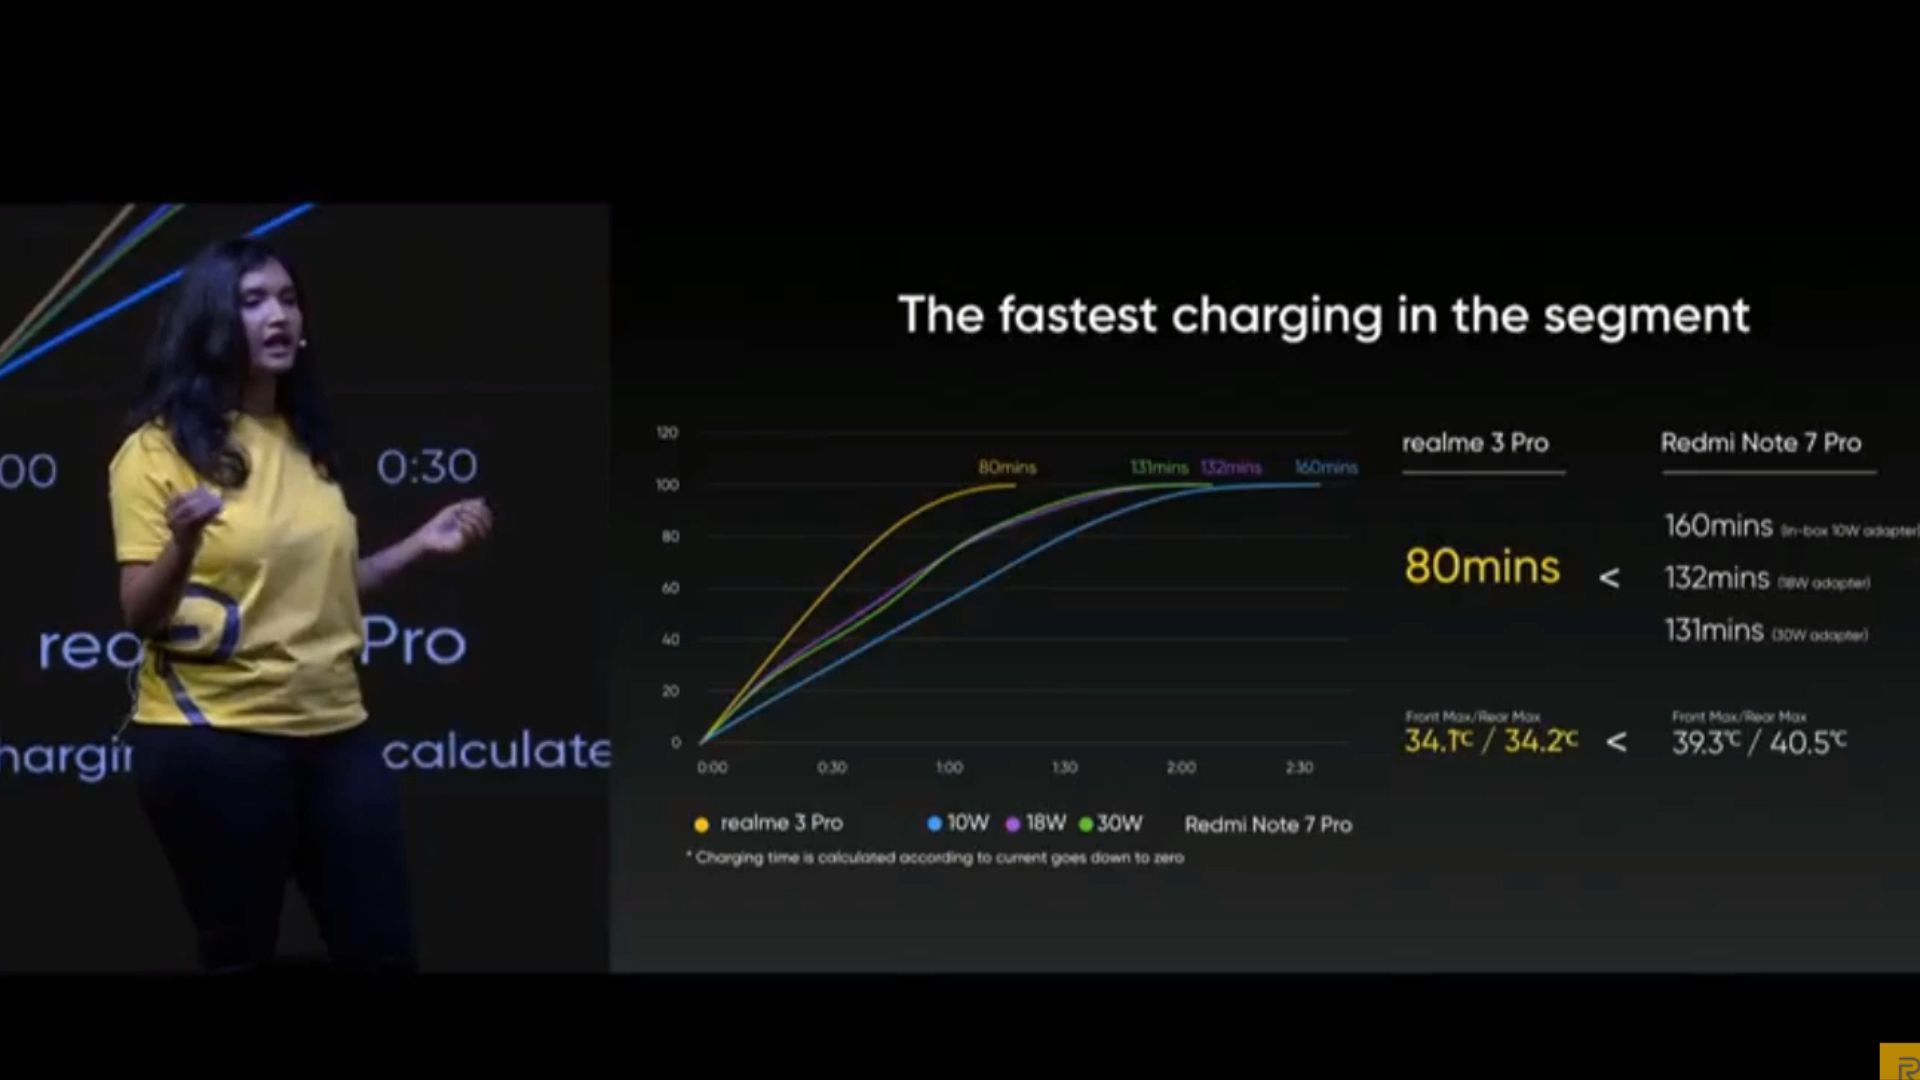 The fastest charging in the segment
120
100
80
60
40
20
0
80mins
131mins
132mins
160mins
0:00
0:30
1:00
1:30
2:00
2:30
realme 3 Pro
10W
18W
30W
Redmi Note 7 Pro
* Charging time is calculated according to current goes down to zero
realme 3 Pro
Redmi Note 7 Pro
80mins
<
160mins (in-box 10W adapter)
132mins (18W adapter)
131mins (30W adapter)
Front Max/Rear Max
34.1℃ / 34.2℃
<
Front Max/Rear Max
39.3℃ / 40.5℃
00
0:30
rea
Pro
hargin
calculate
R